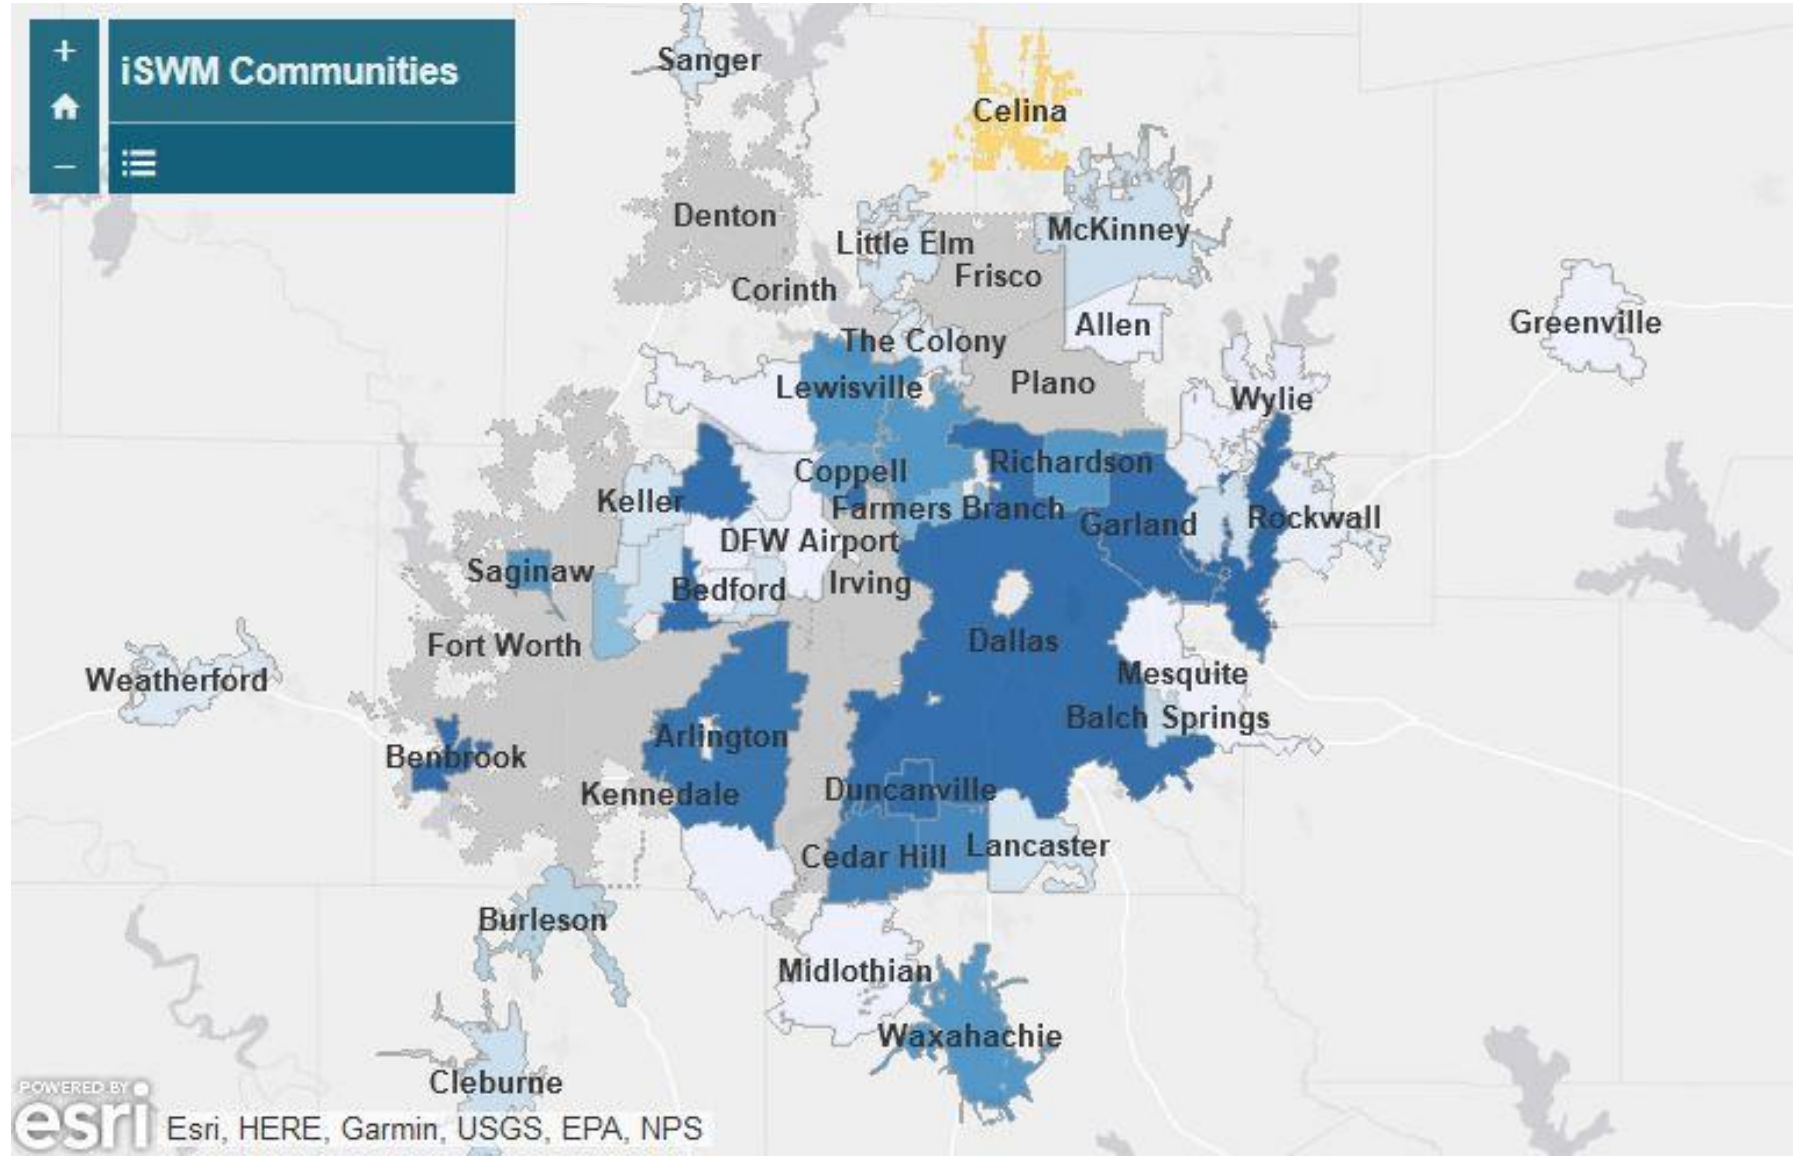 +
iSWM Communities
–
Sanger
Celina
Denton
Little Elm
McKinney
Frisco
Corinth
The Colony
Allen
Greenville
Lewisville
Plano
Wylie
Coppell
Richardson
Keller
Farmers Branch
Garland
Rockwall
DFW Airport
Saginaw
Bedford
Irving
Fort Worth
Dallas
Weatherford
Mesquite
Balch Springs
Arlington
Benbrook
Kennedale
Duncanville
Cedar Hill
Lancaster
Burleson
Midlothian
Waxahachie
Cleburne
POWERED BY
esri
Esri, HERE, Garmin, USGS, EPA, NPS